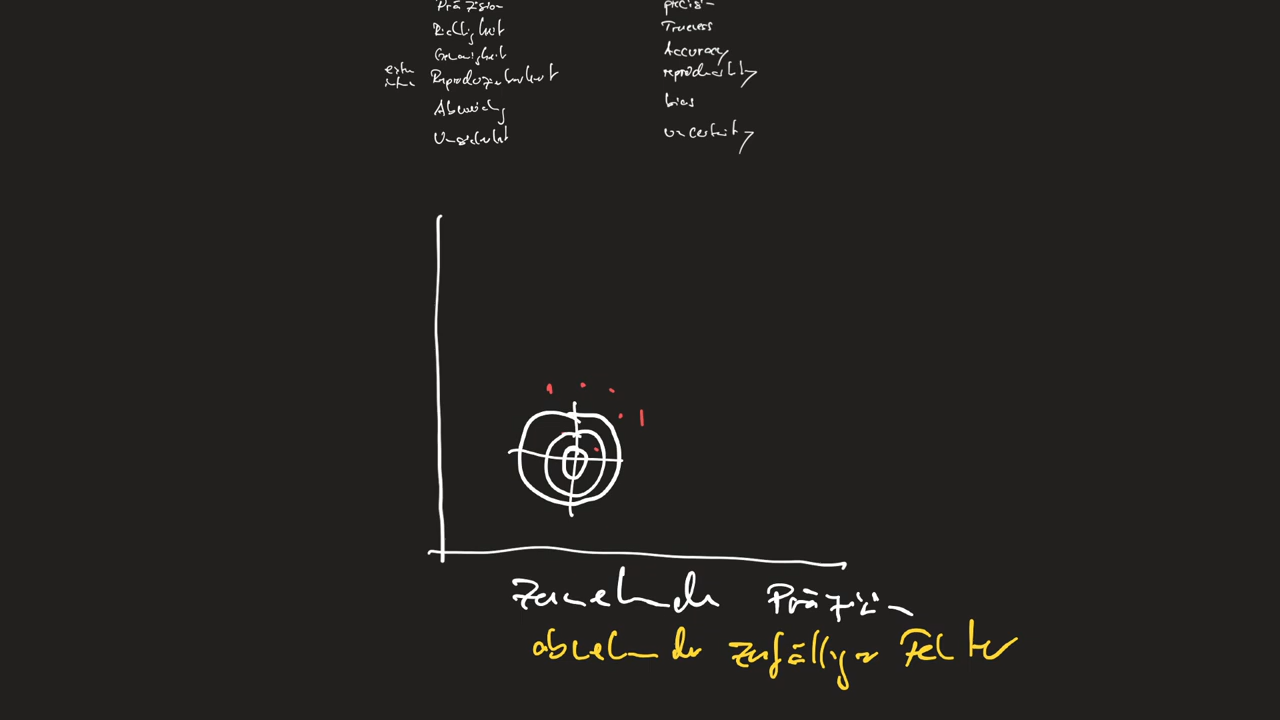 Präzision precision
Richtigkeit Trueness
Genauigkeit Accuracy
Reproduzierbarkeit reproducibility
Abweichung bias
Unsicherheit uncertainty
Zunehmende Präzision
abnehmender zufälliger Fehler